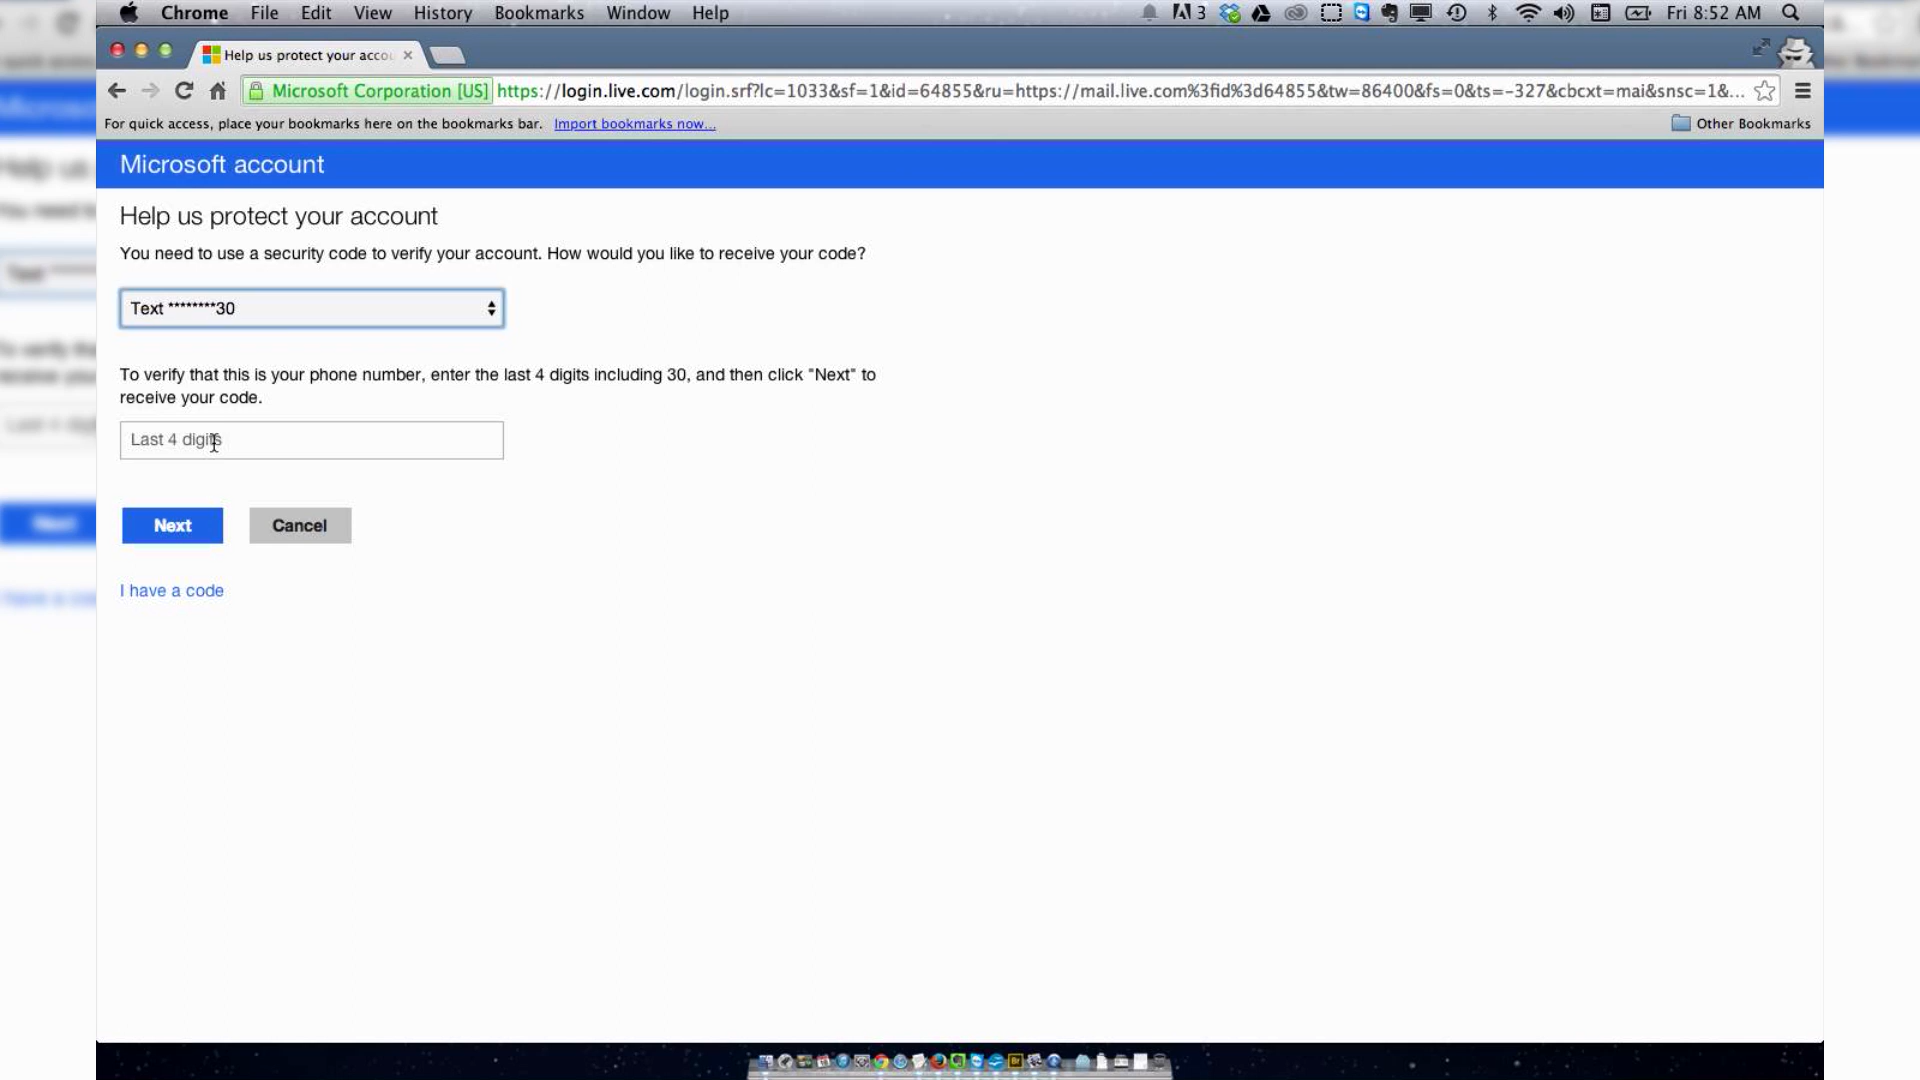 Chrome File Edit View History Bookmarks Window Help 3 Fri 8:52 AM
Help us protect your accou
Microsoft Corporation [US] https://login.live.com/login.srf?lc=1033&sf=1&id=64855&ru=https://mail.live.com%3fid%3d64855&tw=86400&fs=0&ts=-327&cbcxt=mai&snsc=1&...
For quick access, place your bookmarks here on the bookmarks bar. Import bookmarks now... Other Bookmarks
Microsoft account
Help us protect your account
You need to use a security code to verify your account. How would you like to receive your code?
Text ********30
To verify that this is your phone number, enter the last 4 digits including 30, and then click "Next" to
receive your code.
Last 4 digits
Next Cancel
I have a code
Br